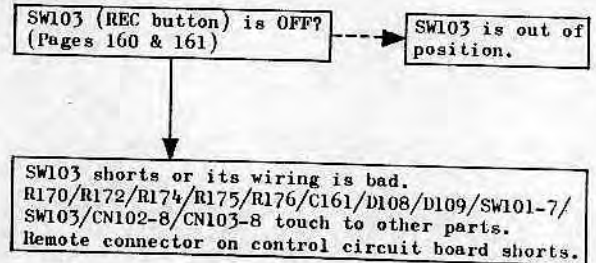 SW103 (REC button) is OFF?
(Pages 160 & 161)
SW103 is out of
position.
SW103 shorts or its wiring is bad.
R170/R172/R174/R175/R176/C161/D108/D109/SW101-7/
SW103/CN102-8/CN103-8 touch to other parts.
Remote connector on control circuit board shorts.